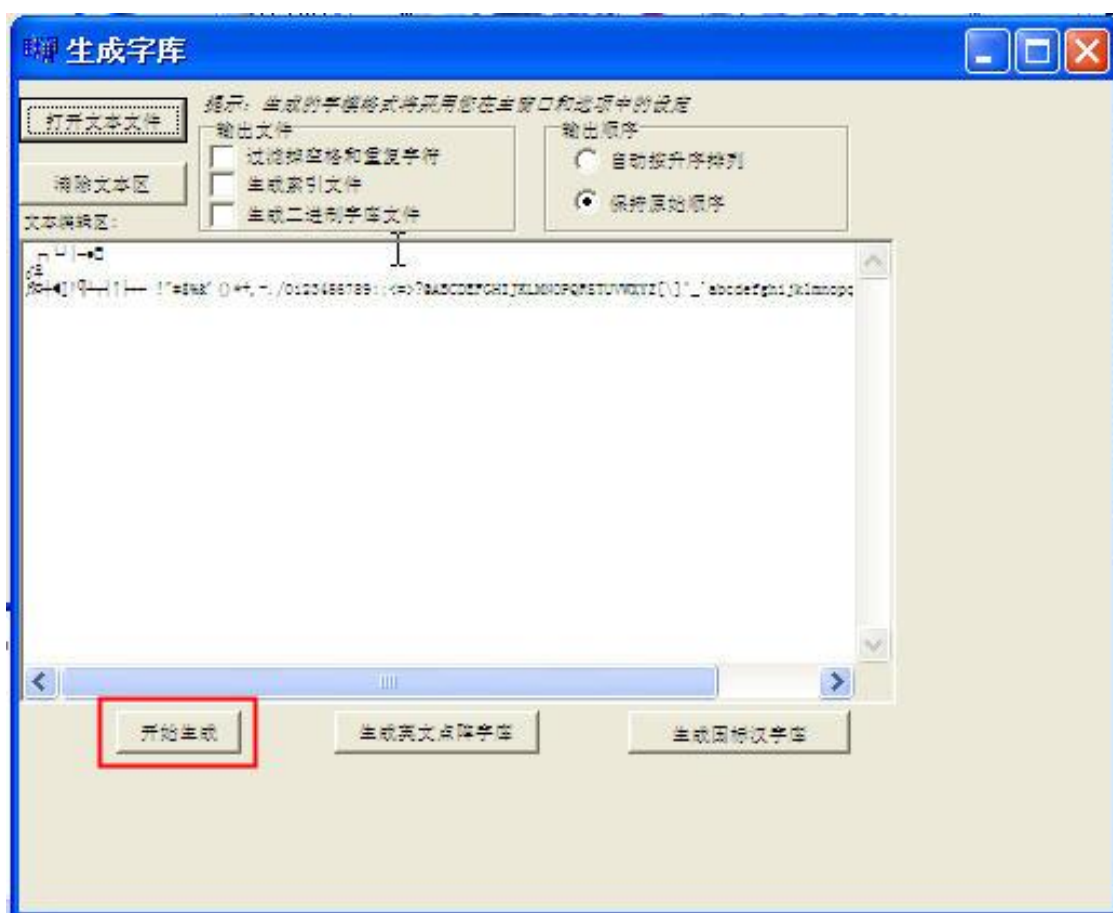 生成字库
打开文本文件
提示: 生成的字模格式将采用您在主窗口和选项中的设定
输出文件
输出顺序
过滤掉空格和重复字符
自动按升序排列
清除文本区
生成索引文件
保持原始顺序
生成二进制字库文件
文本编辑区:
!"#$%&'()*+,-./0123456789:;<=>?@ABCDEFGHIJKLMNOPQRSTUVWXYZ[\]^_`abcdefghijklmnopq
开始生成
生成英文点阵字库
生成国标汉字库